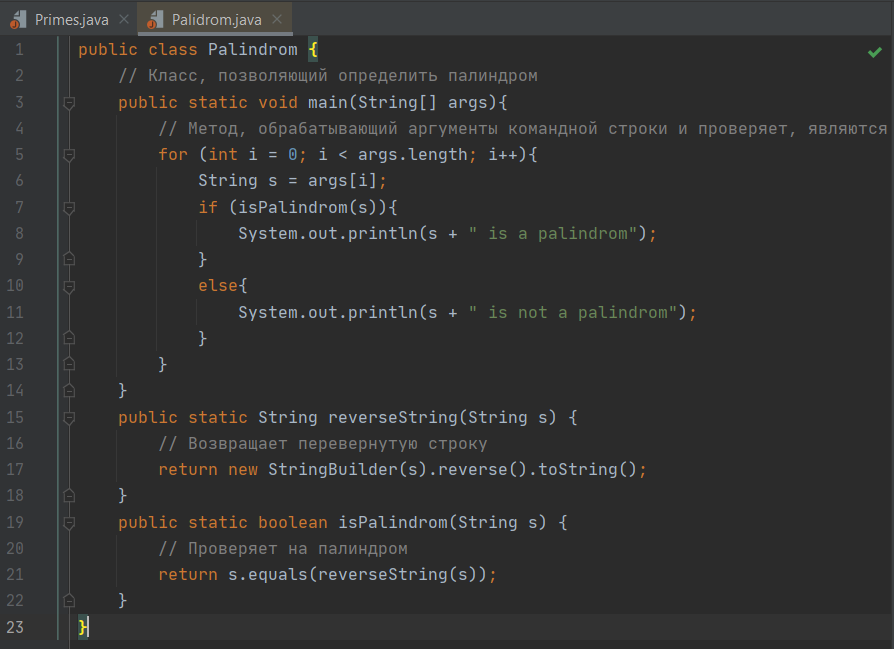 Primes.java Palidrom.java
1 public class Palindrom {
2 // Класс, позволяющий определить палиндром
3 public static void main(String[] args){
4 // Метод, обрабатывающий аргументы командной строки и проверяет, являются
5 for (int i = 0; i < args.length; i++){
6 String s = args[i];
7 if (isPalindrom(s)){
8 System.out.println(s + " is a palindrom");
9 }
10 else{
11 System.out.println(s + " is not a palindrom");
12 }
13 }
14 }
15 public static String reverseString(String s) {
16 // Возвращает перевернутую строку
17 return new StringBuilder(s).reverse().toString();
18 }
19 public static boolean isPalindrom(String s) {
20 // Проверяет на палиндром
21 return s.equals(reverseString(s));
22 }
23 }